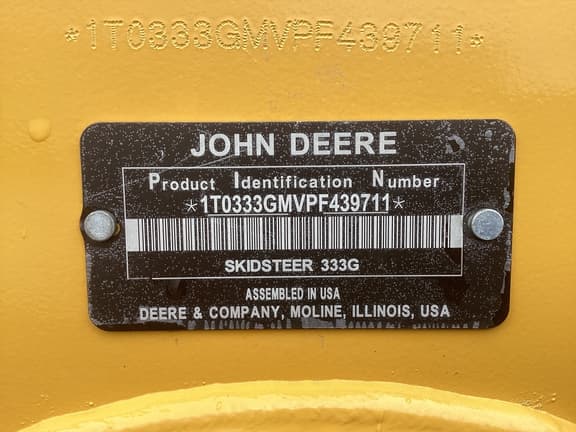 *1T0333GMVPF439711*
JOHN DEERE
Product Identification Number
*1T0333GMVPF439711*
SKIDSTEER 333G
ASSEMBLED IN USA
DEERE & COMPANY, MOLINE, ILLINOIS, USA